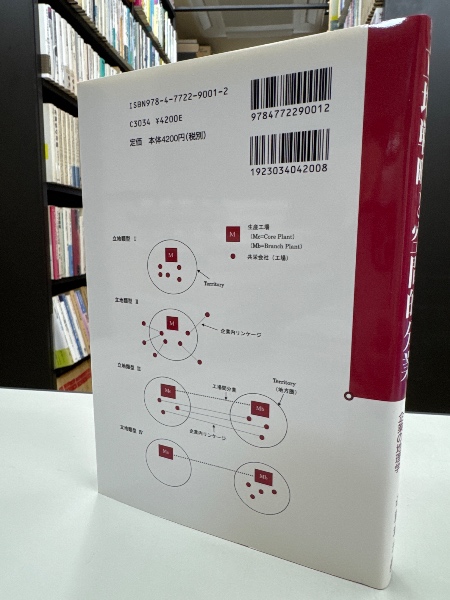 ISBN978-4-7722-9001-2
C3034 ¥4200E
定価 本体4200円(税別)
9784772290012
1923034042008
立地類型 I
M
M
生産工場
(Mc=Core Plant)
(Mb=Branch Plant)
共栄会社（工場）
Territory
立地類型 II
M
企業内リンケージ
立地類型 III
Mc
工場間分業
Territory
(地方圏)
Mb
企業内リンケージ
立地類型 IV
Mc
Mb